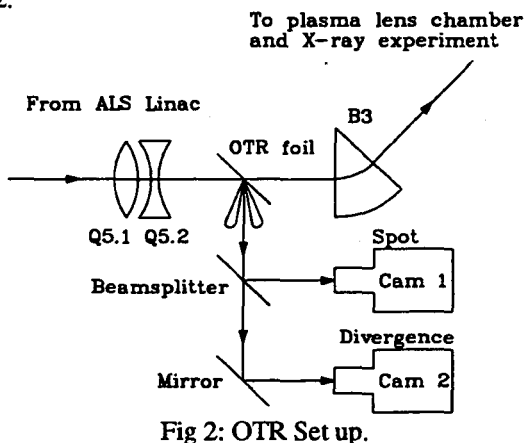 2.
To plasma lens chamber
and X-ray experiment
From ALS Linac
B3
OTR foil
Q5.1 Q5.2
Spot
Beamsplitter
Cam 1
Divergence
Mirror
Cam 2
Fig 2: OTR Set up.